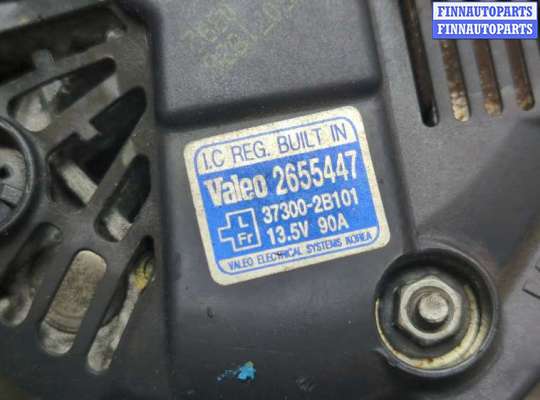 FINNAUTOPARTS
FINNAUTOPARTS
I.C REG. BUILT IN
Valeo 2655447
L 37300-2B101
Fr 13.5V 90A
VALEO ELECTRICAL SYSTEMS KOREA